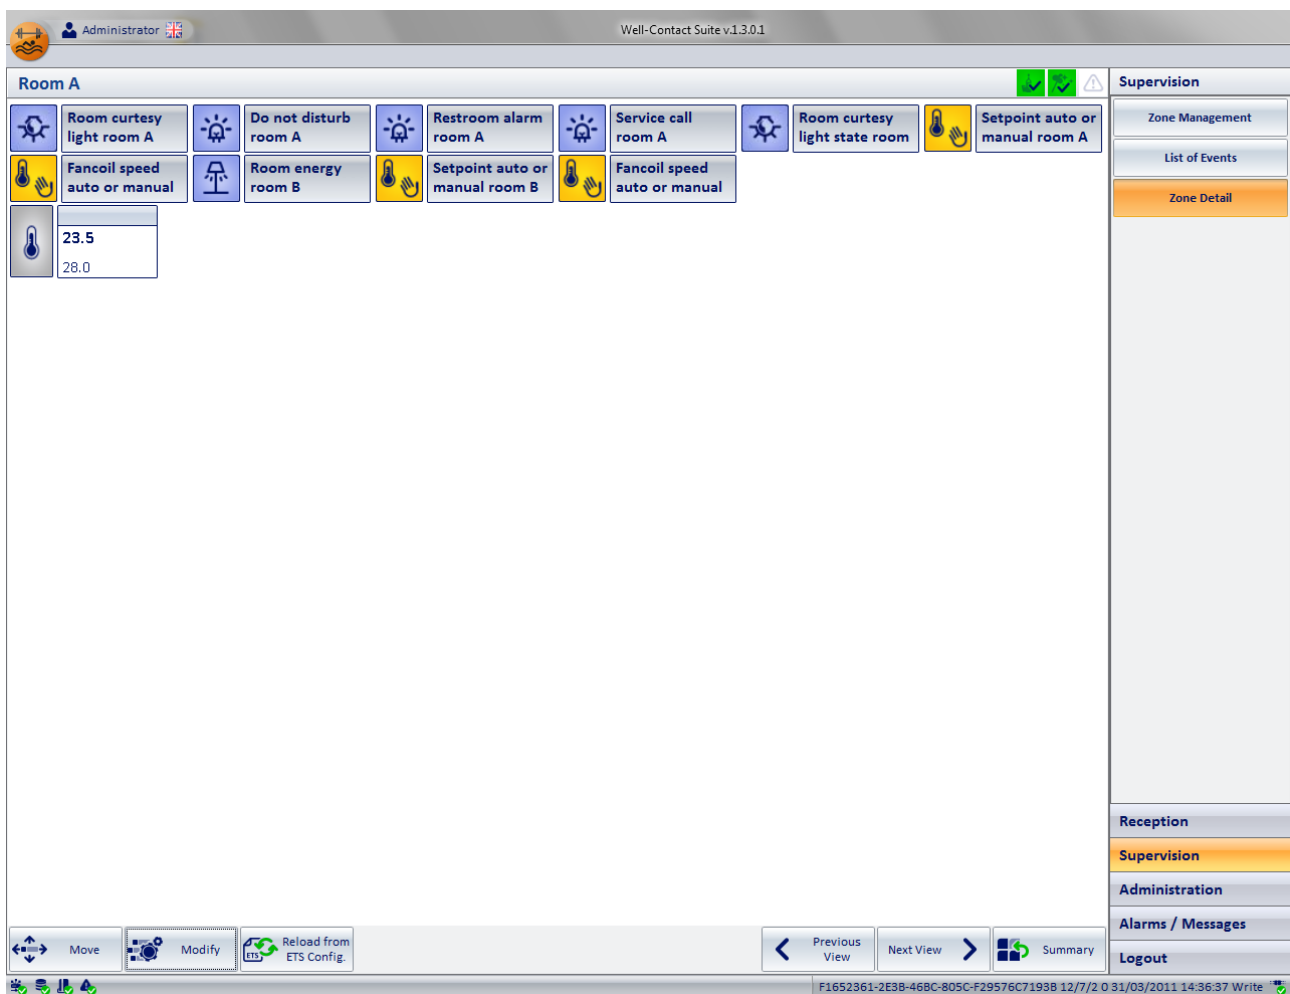 Administrator
Well-Contact Suite v.1.3.0.1
Room A
Supervision
Room curtesy
light room A
Do not disturb
room A
Restroom alarm
room A
Service call
room A
Room curtesy
light state room
Setpoint auto or
manual room A
Fancoil speed
auto or manual
Room energy
room B
Setpoint auto or
manual room B
Fancoil speed
auto or manual
23.5
28.0
Zone Management
List of Events
Zone Detail
Reception
Supervision
Administration
Alarms / Messages
Logout
Move
Modify
ETS
Reload from
ETS Config.
Previous
View
Next View
Summary
F1652361-2E3B-46BC-805C-F29576C7193B 12/7/2 0 31/03/2011 14:36:37 Write